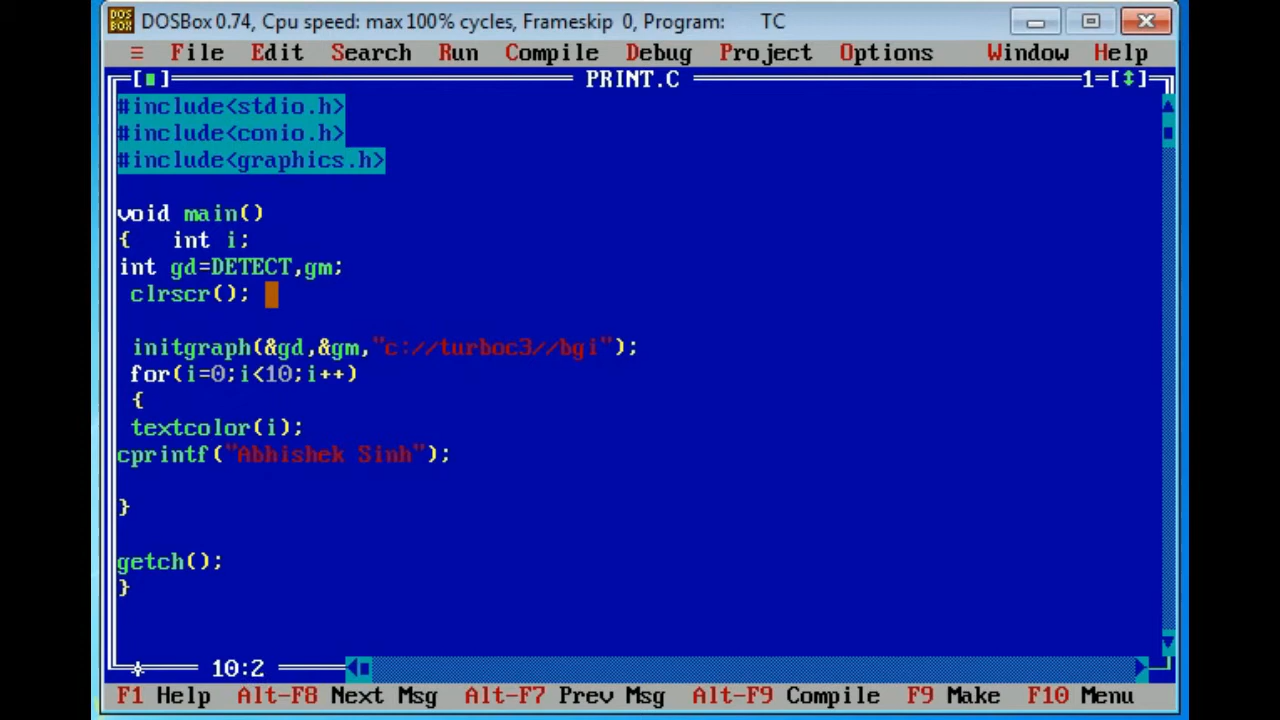 DOSBox 0.74, Cpu speed: max 100% cycles, Frameskip 0, Program: TC
≡ File Edit Search Run Compile Debug Project Options Window Help
[■] PRINT.C 1=[↕]
#include<stdio.h>
#include<conio.h>
#include<graphics.h>
void main()
{ int i;
int gd=DETECT,gm;
clrscr();
initgraph(&gd,&gm,"c://turboc3//bgi");
for(i=0;i<10;i++)
{
textcolor(i);
cprintf("Abhishek Sinh");
}
getch();
}
10:2
F1 Help Alt-F8 Next Msg Alt-F7 Prev Msg Alt-F9 Compile F9 Make F10 Menu